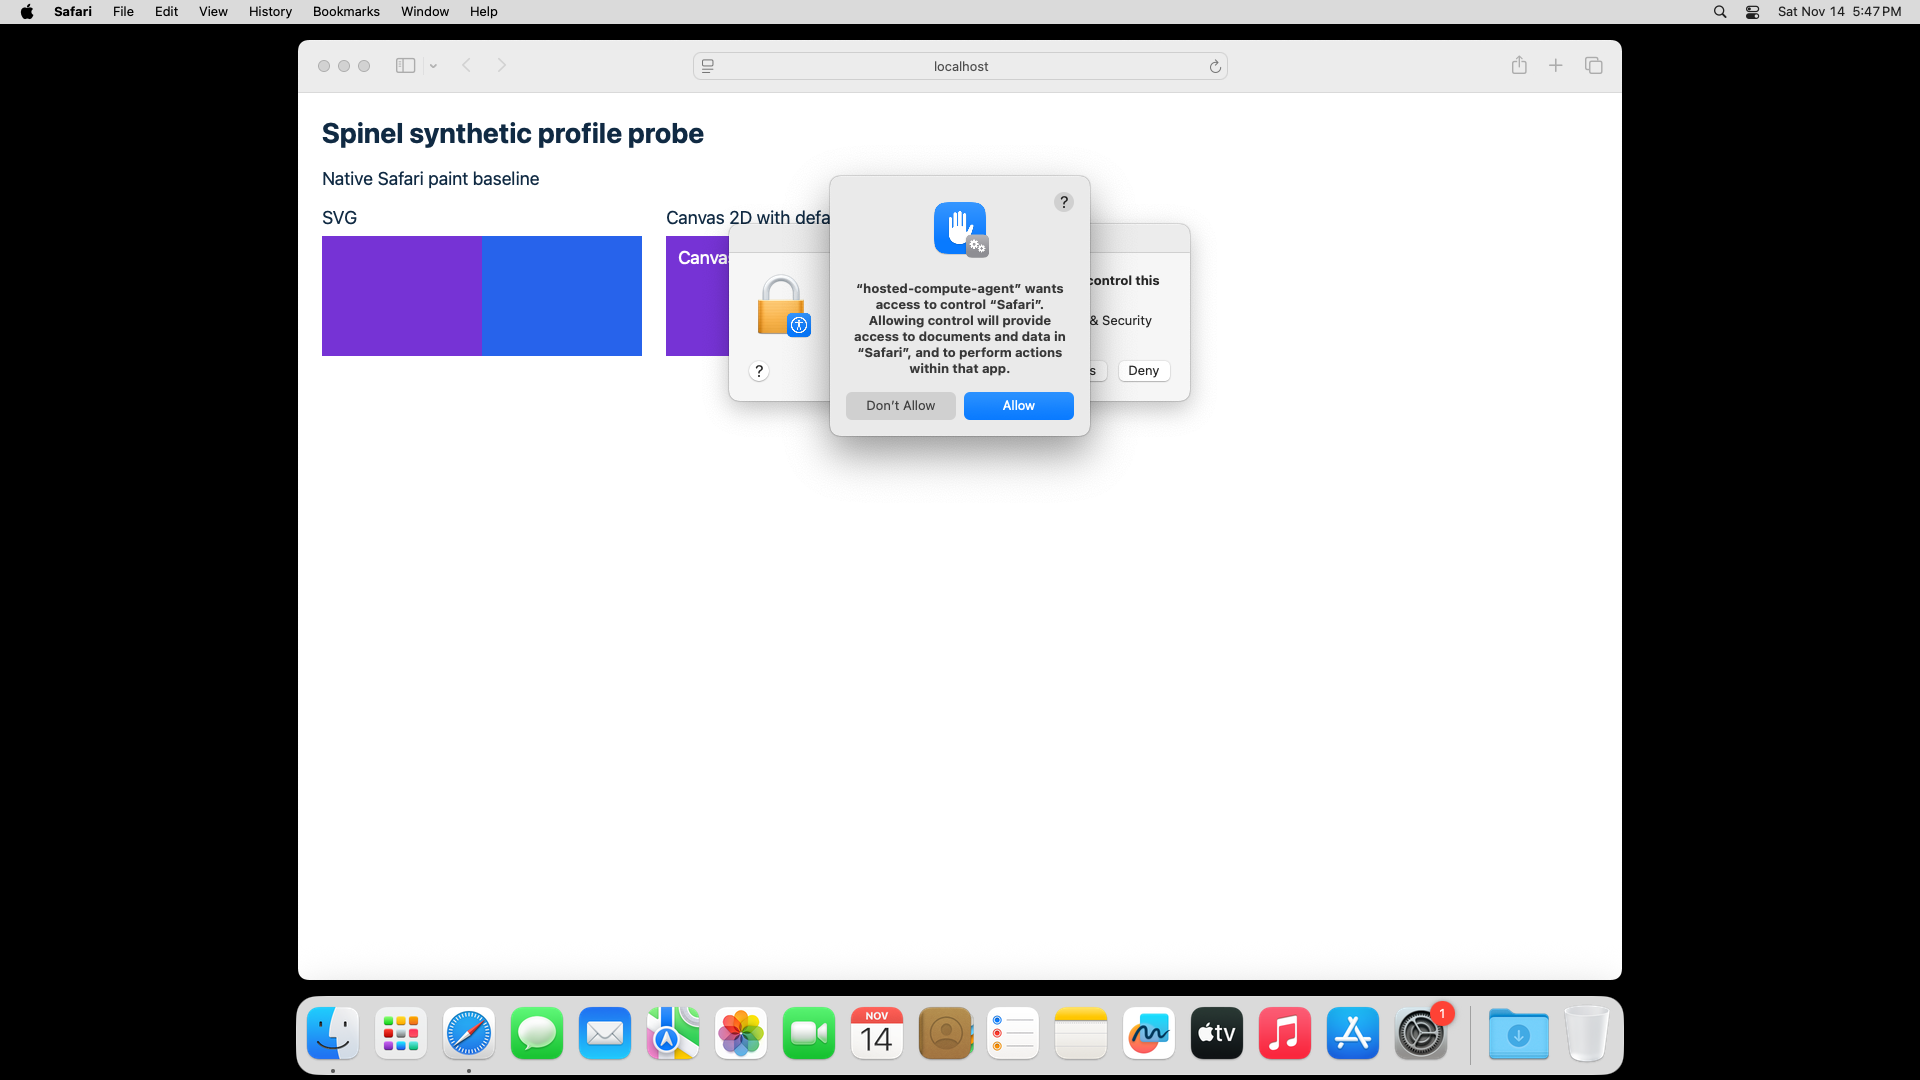 Safari File Edit View History Bookmarks Window Help Sat Nov 14 5:47 PM
localhost
Spinel synthetic profile probe
Native Safari paint baseline
SVG
Canvas 2D with defa
Canvas
?
“hosted-compute-agent” wants
access to control “Safari”.
Allowing control will provide
access to documents and data in
“Safari”, and to perform actions
within that app.
Don’t Allow Allow
control this
& Security
?
s Deny
NOV
14
tv
1